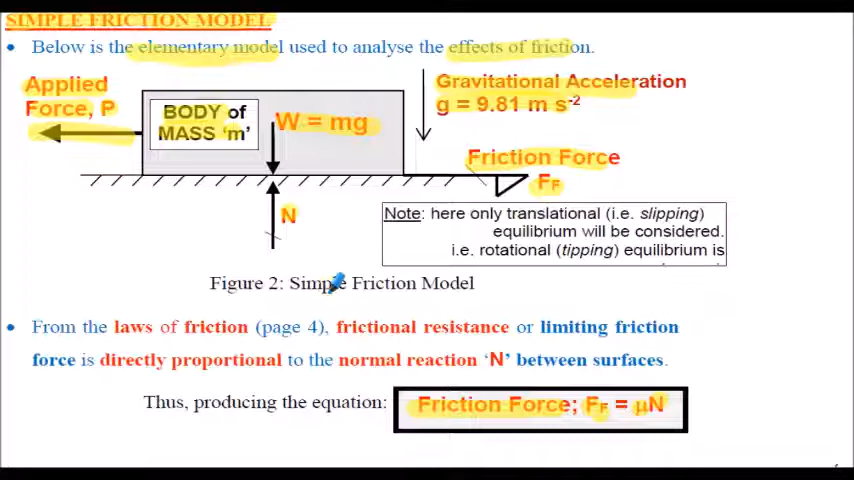 SIMPLE FRICTION MODEL
• Below is the elementary model used to analyse the effects of friction.
Applied
Force, P
BODY of
MASS 'm'
W = mg
Gravitational Acceleration
g = 9.81 m s⁻²
Friction Force
F_F
N
Note: here only translational (i.e. slipping)
equilibrium will be considered.
i.e. rotational (tipping) equilibrium is
Figure 2: Simple Friction Model
• From the laws of friction (page 4), frictional resistance or limiting friction
force is directly proportional to the normal reaction 'N' between surfaces.
Thus, producing the equation:
Friction Force; F_F = μN